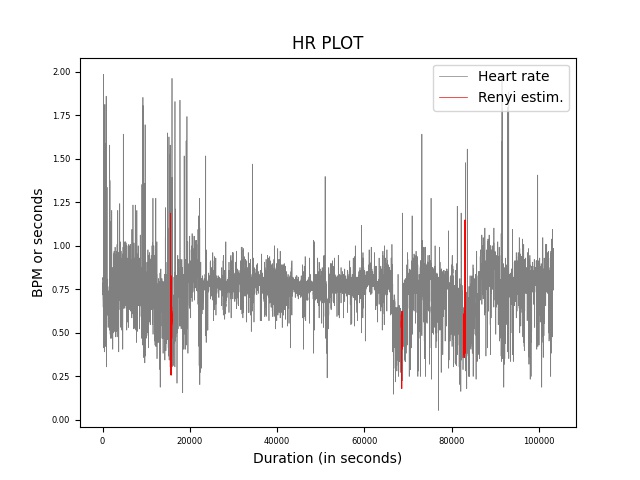 HR PLOT
Heart rate
Renyi estim.
BPM or seconds
2.00
1.75
1.50
1.25
1.00
0.75
0.50
0.25
0.00
0 20000 40000 60000 80000 100000
Duration (in seconds)